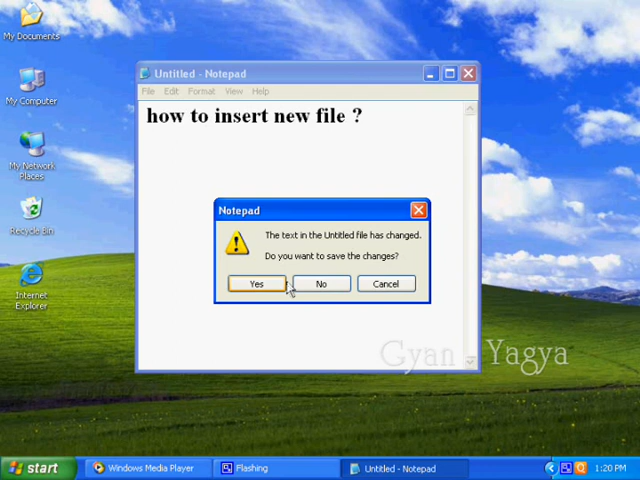 My Documents
My Computer
My Network
Places
Recycle Bin
Internet
Explorer
Untitled - Notepad
File Edit Format View Help
how to insert new file ?
Notepad
The text in the Untitled file has changed.
Do you want to save the changes?
Yes No Cancel
Gyan - Yagya
start Windows Media Player Flashing Untitled - Notepad 1:20 PM